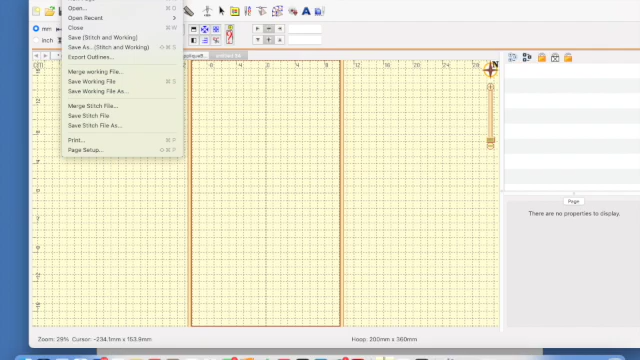 Open... ⌘O
Open Recent >
Close ⌘W
Save (Stitch and Working)
Save As.. (Stitch and Working) ⇧⌘S
Export Outlines...
Merge working File...
Save Working File ⌘S
Save Working File As...
Merge Stitch File...
Save Stitch File
Save Stitch File As...
Print... ⌘P
Page Setup... ⇧⌘P
mm
inch
N
Page
There are no properties to display.
Zoom: 29% Cursor: -234.1mm x 153.9mm
Hoop: 200mm x 360mm